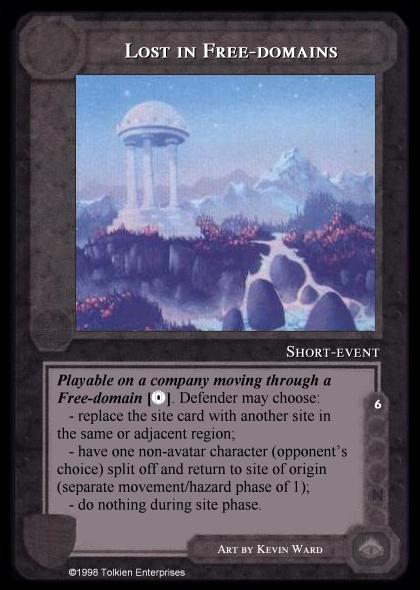 Lost in Free-domains
Short-event
Playable on a company moving through a
Free-domain []. Defender may choose:
- replace the site card with another site in
the same or adjacent region;
- have one non-avatar character (opponent's
choice) split off and return to site of origin
(separate movement/hazard phase of 1);
- do nothing during site phase.
6
Art by Kevin Ward
©1998 Tolkien Enterprises